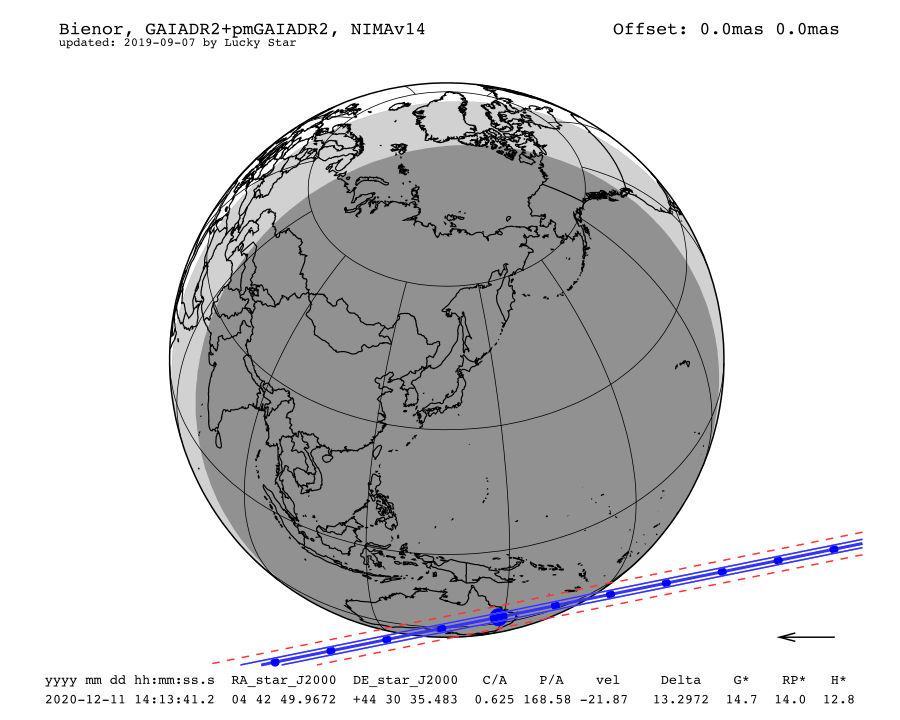 Bienor, GAIADR2+pmGAIADR2, NIMAv14 Offset: 0.0mas 0.0mas
updated: 2019-09-07 by Lucky Star
yyyy mm dd hh:mm:ss.s RA_star_J2000 DE_star_J2000 C/A P/A vel Delta G* RP* H*
2020-12-11 14:13:41.2 04 42 49.9672 +44 30 35.483 0.625 168.58 -21.87 13.2972 14.7 14.0 12.8